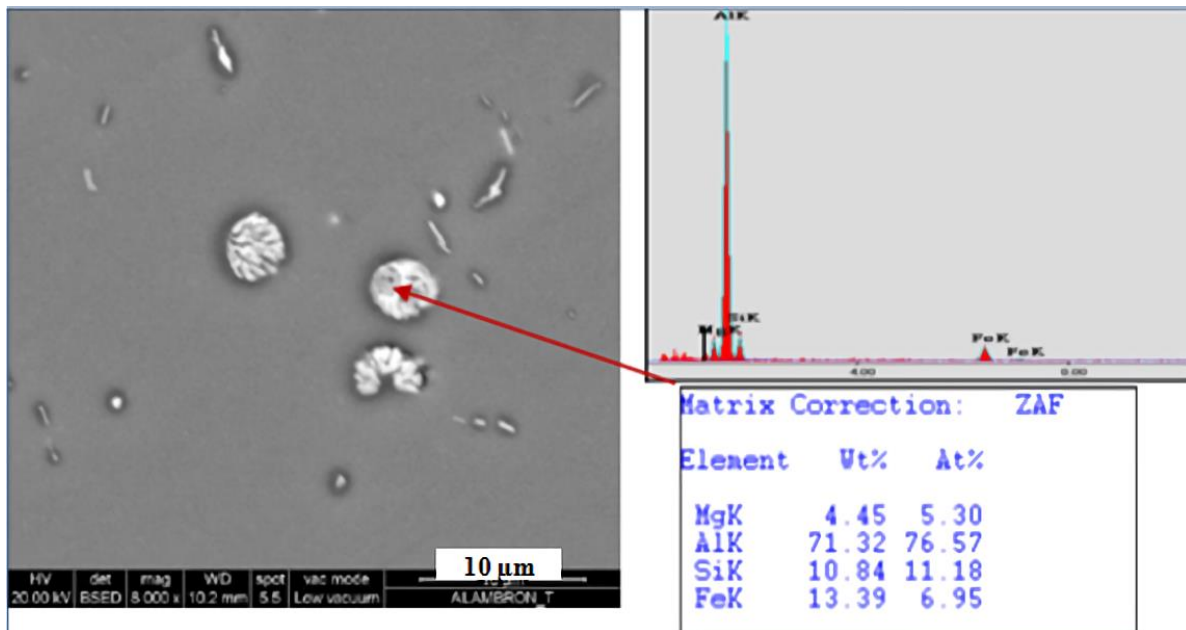 AlK
MgK
SiK
FeK
FeK
4.00
8.00
Matrix Correction: ZAF
Element Wt% At%
MgK 4.45 5.30
AlK 71.32 76.57
SiK 10.84 11.18
FeK 13.39 6.95
10 µm
HV det mag WD spot vac mode
20.00 kV BSED 8 000 x 10.2 mm 5.5 Low vacuum ALAMBRON_T